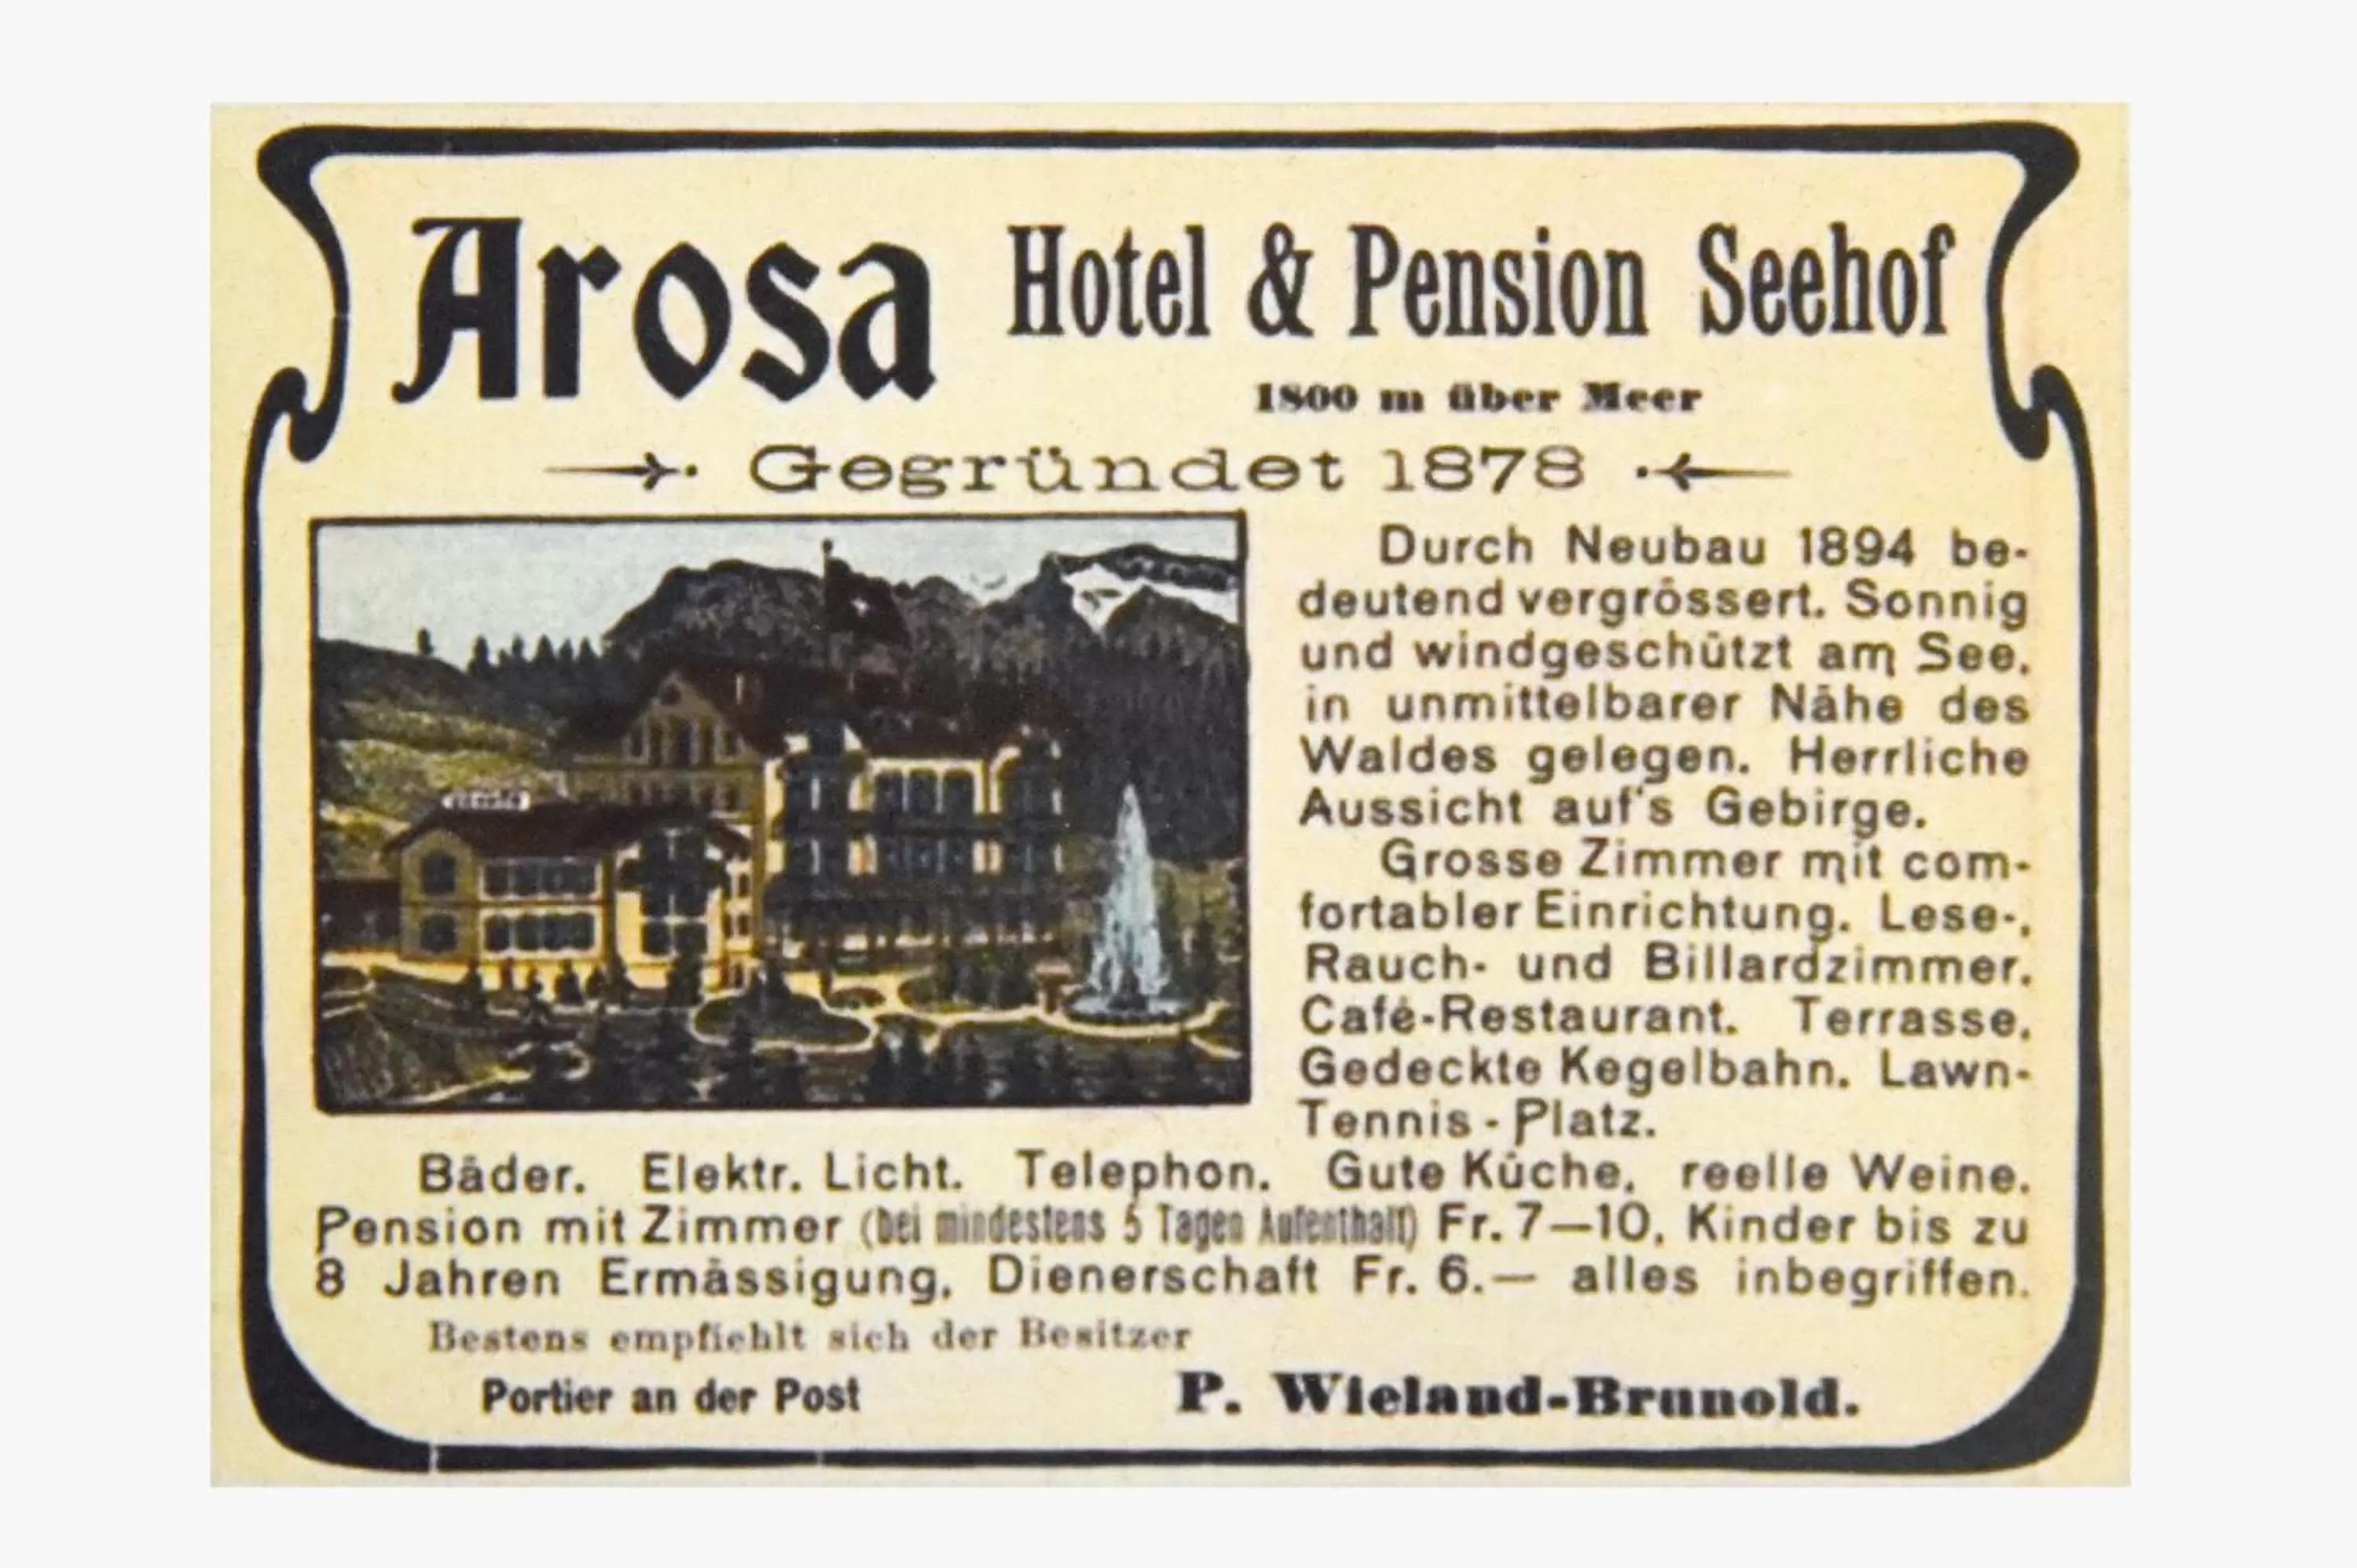 Arosa Hotel & Pension Seehof
1800 m über Meer
Gegründet 1878
Durch Neubau 1894 be-
deutend vergrössert. Sonnig
und windgeschützt am See,
in unmittelbarer Nähe des
Waldes gelegen. Herrliche
Aussicht auf's Gebirge.
Grosse Zimmer mit com-
fortabler Einrichtung. Lese-,
Rauch- und Billardzimmer.
Café-Restaurant. Terrasse.
Gedeckte Kegelbahn. Lawn-
Tennis-Platz.
Bäder. Elektr. Licht. Telephon. Gute Küche, reelle Weine.
Pension mit Zimmer (bei mindestens 5 Tagen Aufenthalt) Fr. 7—10, Kinder bis zu
8 Jahren Ermässigung, Dienerschaft Fr. 6.— alles inbegriffen.
Bestens empfiehlt sich der Besitzer
Portier an der Post P. Wieland-Brunold.